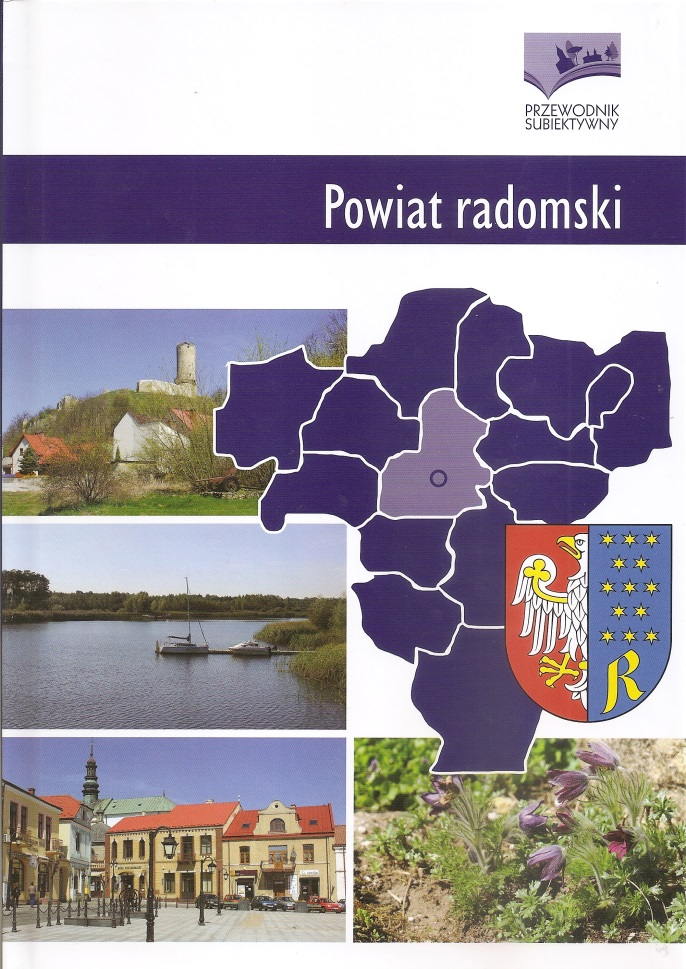 PRZEWODNIK
SUBIEKTYWNY
Powiat radomski
R